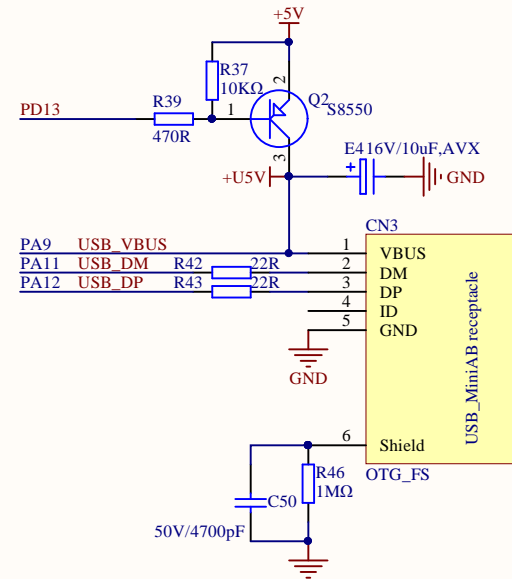 +5V
R37
10KΩ
2
Q2
S8550
PD13
R39
1
470R
3
E4 16V/10uF,AVX
+U5V
GND
CN3
PA9 USB_VBUS
1 VBUS
PA11 USB_DM R42 22R
2 DM
PA12 USB_DP R43 22R
3 DP
4 ID
5 GND
GND
USB_MiniAB receptacle
6 Shield
OTG_FS
R46
1MΩ
C50
50V/4700pF